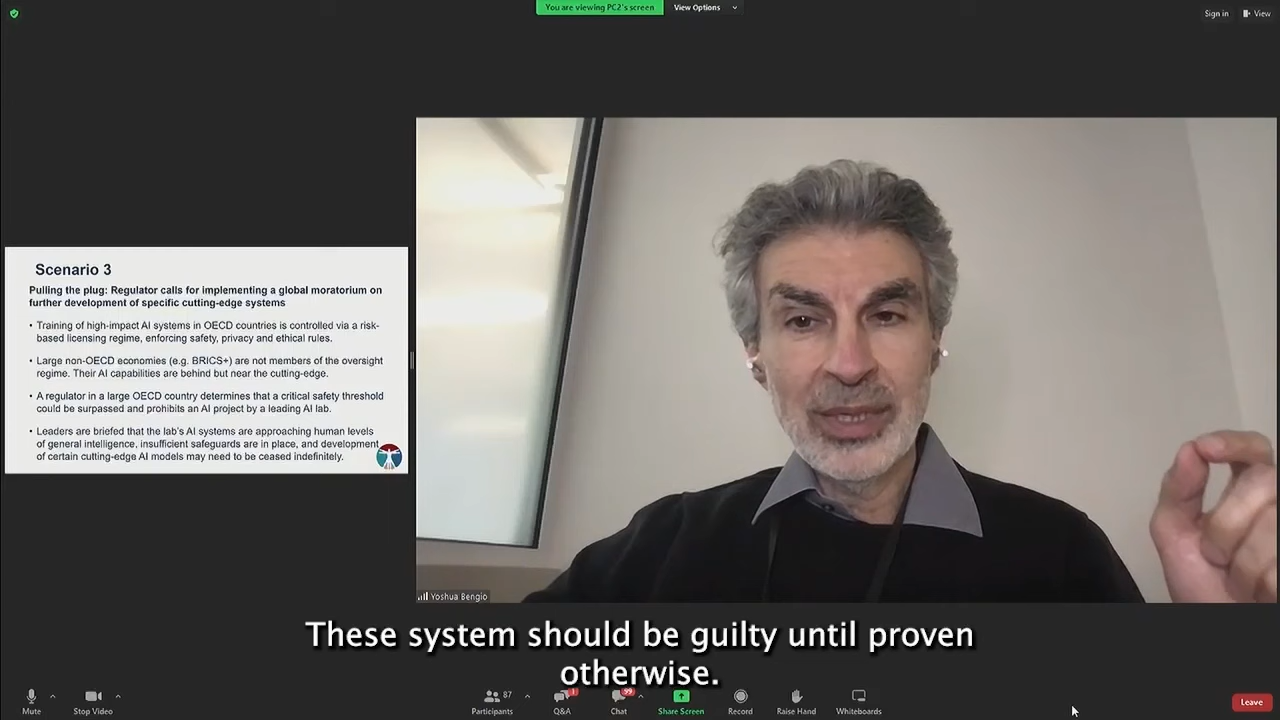 You are viewing PC2's screen
View Options
Sign in
View
Scenario 3
Pulling the plug: Regulator calls for implementing a global moratorium on
further development of specific cutting-edge systems
• Training of high-impact AI systems in OECD countries is controlled via a risk-
based licensing regime, enforcing safety, privacy and ethical rules.
• Large non-OECD economies (e.g. BRICS+) are not members of the oversight
regime. Their AI capabilities are behind but near the cutting-edge.
• A regulator in a large OECD country determines that a critical safety threshold
could be surpassed and prohibits an AI project by a leading AI lab.
• Leaders are briefed that the lab's AI systems are approaching human levels
of general intelligence, insufficient safeguards are in place, and development
of certain cutting-edge AI models may need to be ceased indefinitely.
Yoshua Bengio
These system should be guilty until proven
otherwise.
Mute
Stop Video
87
Participants
1
Q&A
99
Chat
Share Screen
Record
Raise Hand
Whiteboards
Leave